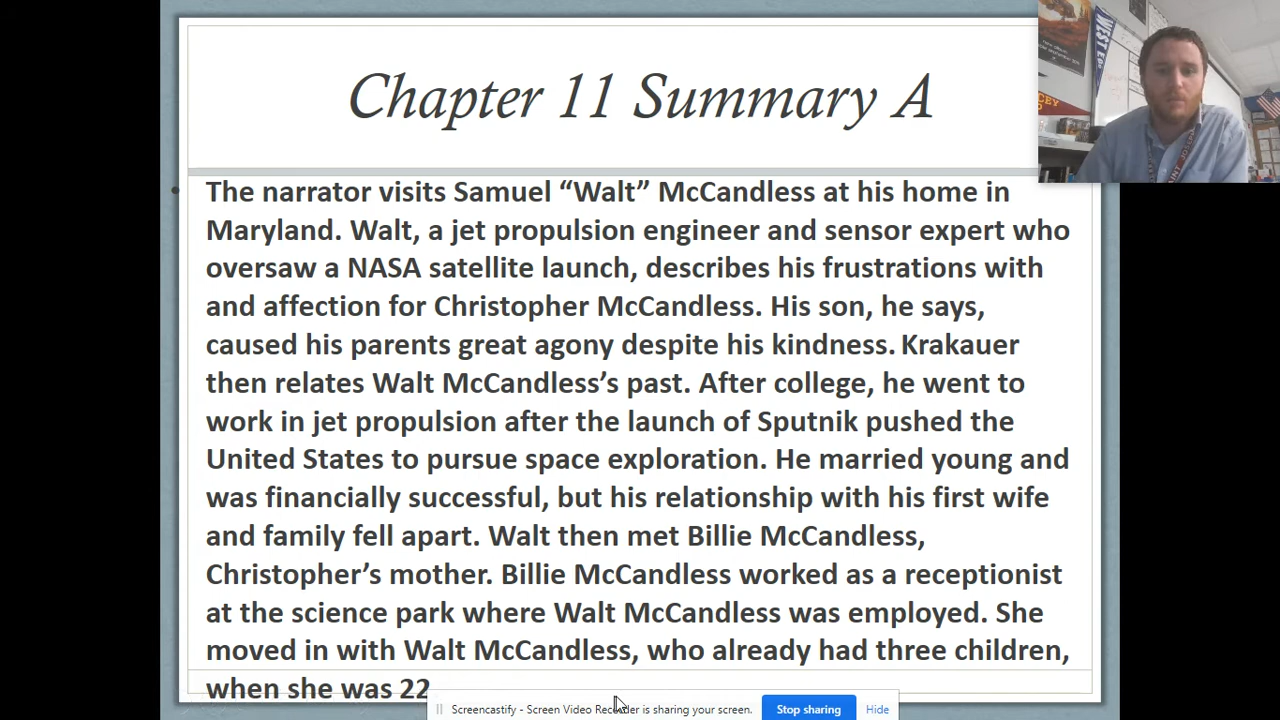 Chapter 11 Summary A
WEST
The narrator visits Samuel “Walt” McCandless at his home in
Maryland. Walt, a jet propulsion engineer and sensor expert who
oversaw a NASA satellite launch, describes his frustrations with
and affection for Christopher McCandless. His son, he says,
caused his parents great agony despite his kindness. Krakauer
then relates Walt McCandless’s past. After college, he went to
work in jet propulsion after the launch of Sputnik pushed the
United States to pursue space exploration. He married young and
was financially successful, but his relationship with his first wife
and family fell apart. Walt then met Billie McCandless,
Christopher’s mother. Billie McCandless worked as a receptionist
at the science park where Walt McCandless was employed. She
moved in with Walt McCandless, who already had three children,
when she was 22
Screencastify - Screen Video Recorder is sharing your screen.
Stop sharing
Hide